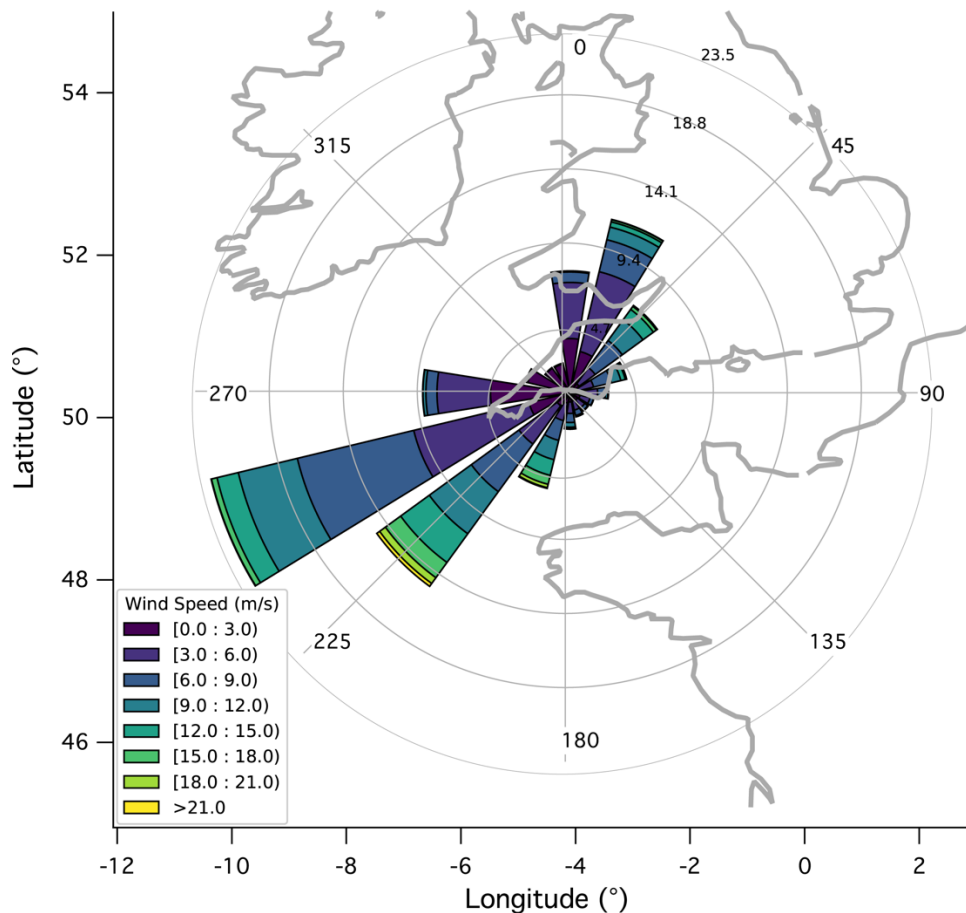 0
23.5
54
18.8
315
45
14.1
52
9.4
4.
270
90
50
Latitude (°)
48
Wind Speed (m/s)
[0.0 : 3.0)
[3.0 : 6.0)
[6.0 : 9.0)
[9.0 : 12.0)
[12.0 : 15.0)
[15.0 : 18.0)
[18.0 : 21.0)
>21.0
225
135
180
46
-12 -10 -8 -6 -4 -2 0 2
Longitude (°)